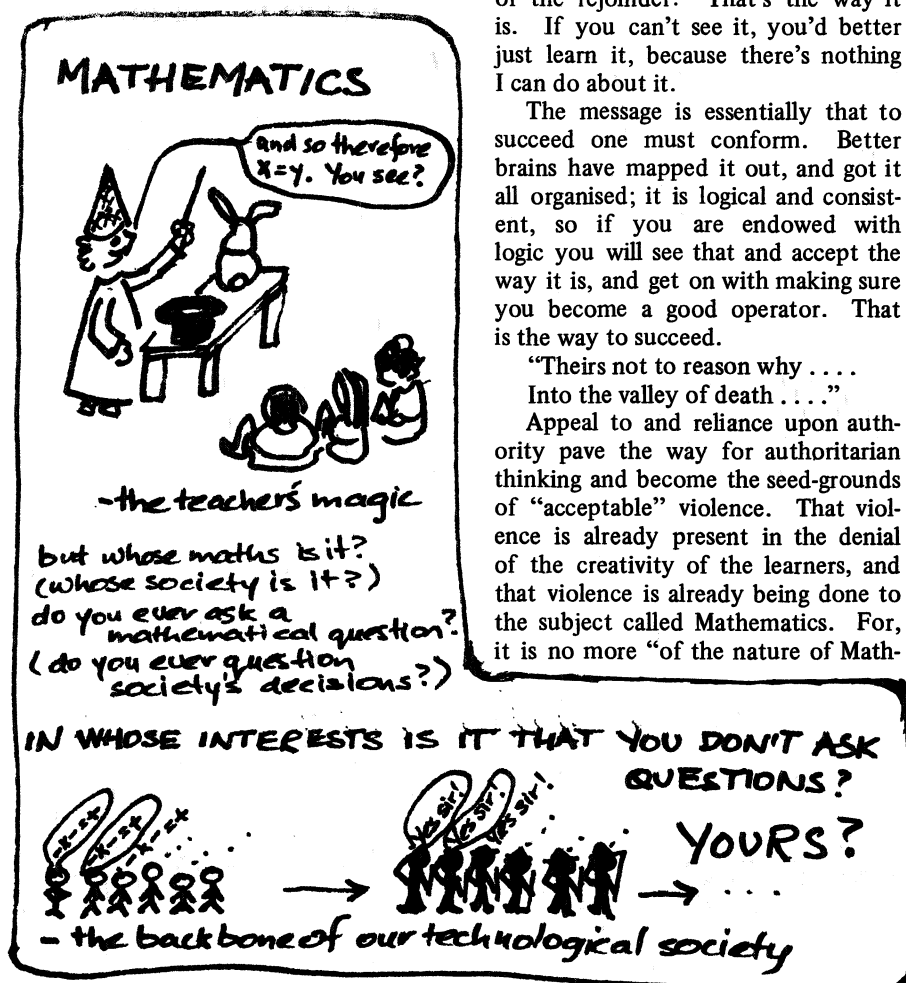 MATHEMATICS
and so therefore
x=y. You see?
-the teacher's magic
but whose maths is it?
(whose society is it?)
do you ever ask a
mathematical question?
(do you ever question
society's decisions?)
IN WHOSE INTERESTS IS IT THAT YOU DON'T ASK
QUESTIONS?
YOURS?
-x-=+
-x-=+
-x-=+
Yes sir!
Yes sir!
Yes sir!
- the backbone of our technological society
of the rejoinder: That's the way it
is. If you can't see it, you'd better
just learn it, because there's nothing
I can do about it.
The message is essentially that to
succeed one must conform. Better
brains have mapped it out, and got it
all organised; it is logical and consist-
ent, so if you are endowed with
logic you will see that and accept the
way it is, and get on with making sure
you become a good operator. That
is the way to succeed.
“Theirs not to reason why . . . .
Into the valley of death . . . .”
Appeal to and reliance upon auth-
ority pave the way for authoritarian
thinking and become the seed-grounds
of “acceptable” violence. That viol-
ence is already present in the denial
of the creativity of the learners, and
that violence is already being done to
the subject called Mathematics. For,
it is no more “of the nature of Math-